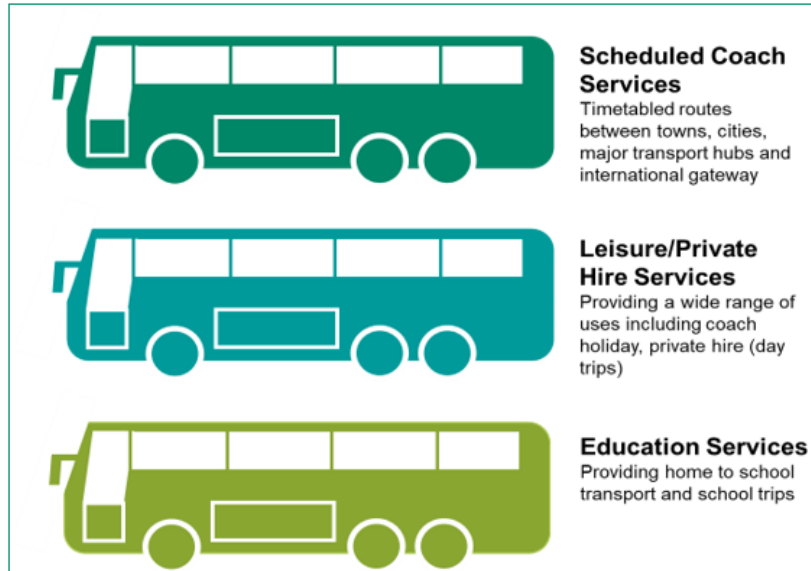 Scheduled Coach
Services
Timetabled routes
between towns, cities,
major transport hubs and
international gateway
Leisure/Private
Hire Services
Providing a wide range of
uses including coach
holiday, private hire (day
trips)
Education Services
Providing home to school
transport and school trips